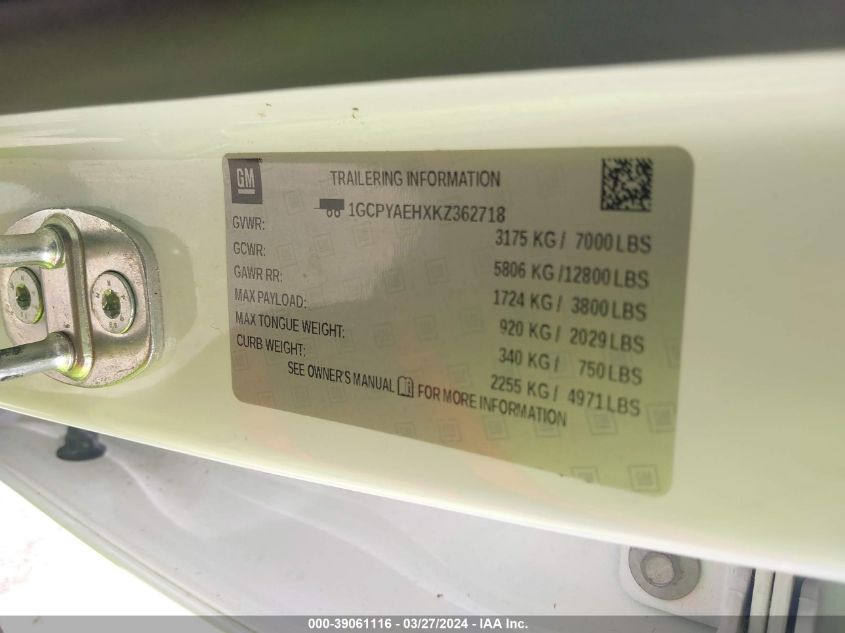 GM
TRAILERING INFORMATION
1GCPYAEHXKZ362718
GVWR: 3175 KG / 7000 LBS
GCWR: 5806 KG / 12800 LBS
GAWR RR: 1724 KG / 3800 LBS
MAX PAYLOAD: 920 KG / 2029 LBS
MAX TONGUE WEIGHT: 340 KG / 750 LBS
CURB WEIGHT: 2255 KG / 4971 LBS
SEE OWNER'S MANUAL FOR MORE INFORMATION
000-39061116 / 03/27/2024 - IAA Inc.